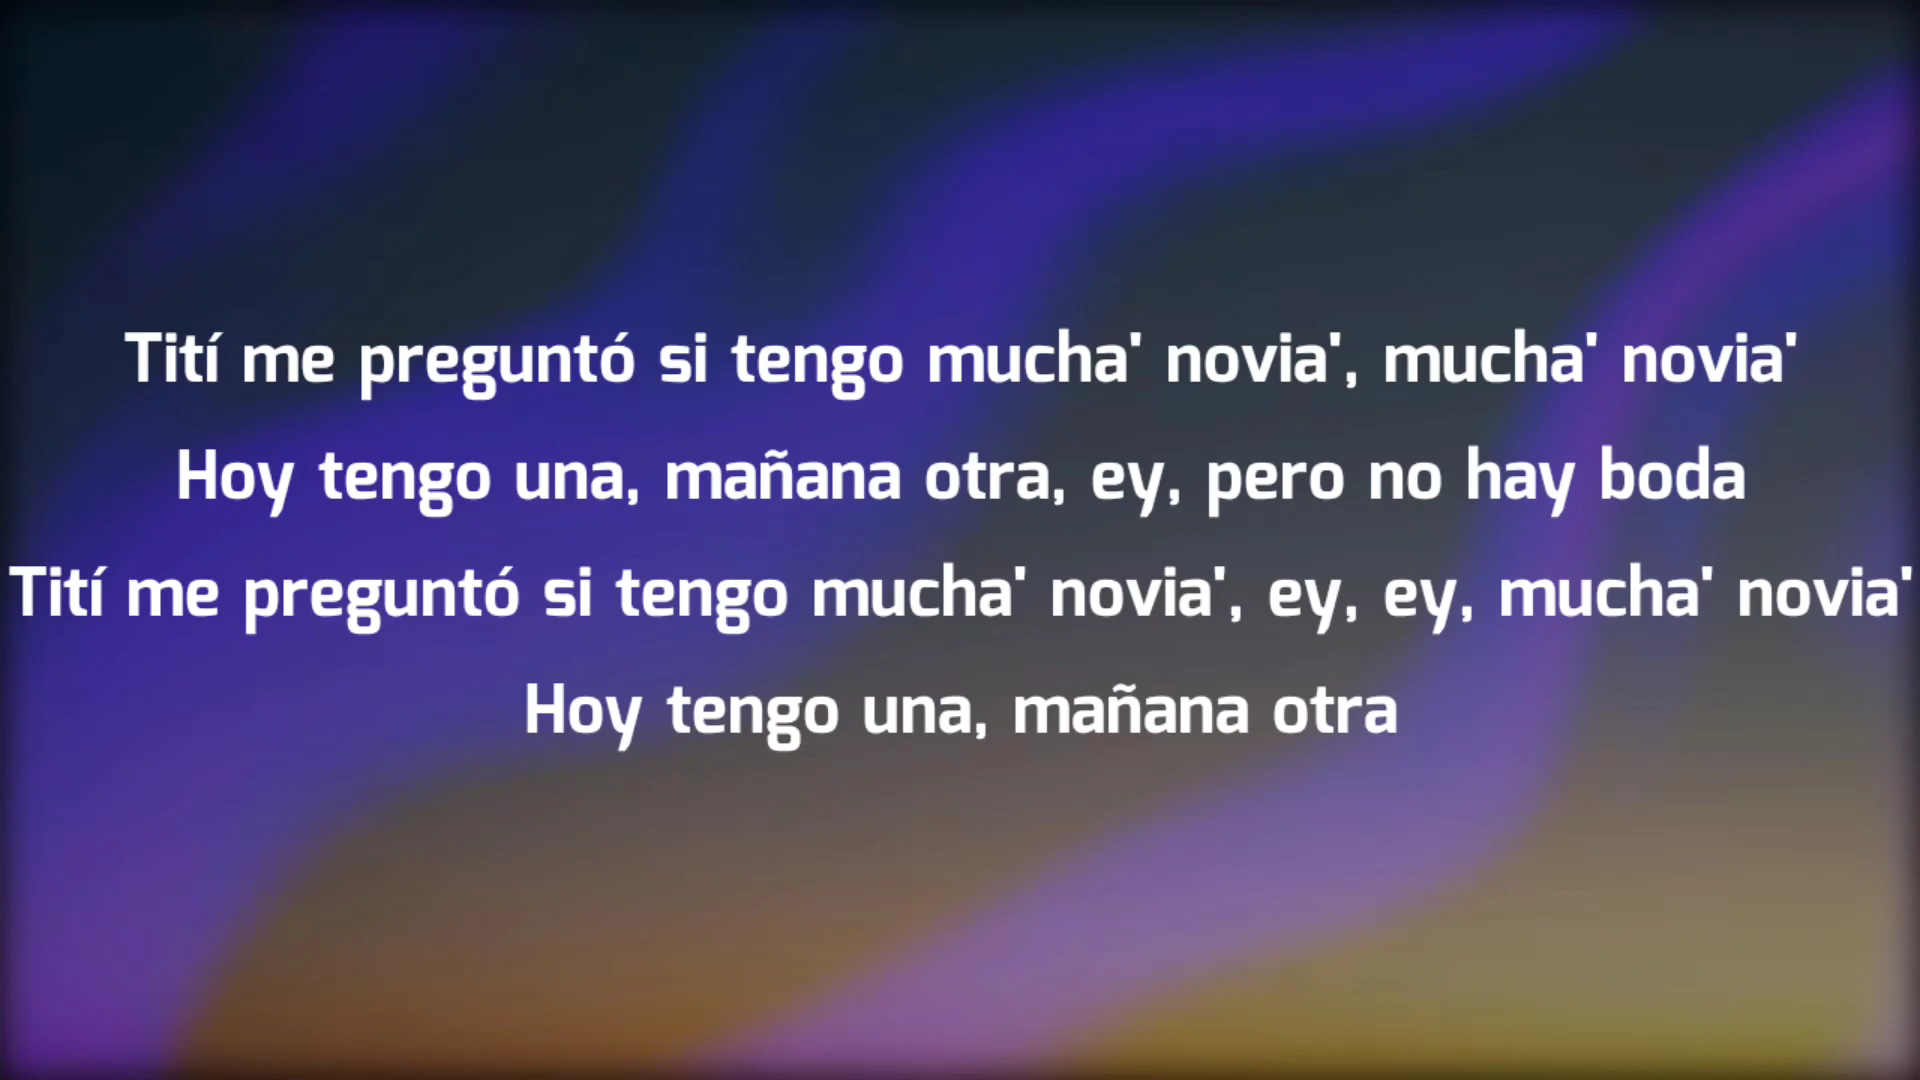 Tití me preguntó si tengo mucha' novia', mucha' novia'
Hoy tengo una, mañana otra, ey, pero no hay boda
Tití me preguntó si tengo mucha' novia', ey, ey, mucha' novia'
Hoy tengo una, mañana otra